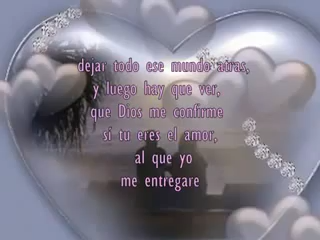 dejar todo ese mundo atras,
y luego hay que ver,
que Dios me confirme
si tu eres el amor,
al que yo
me entregare